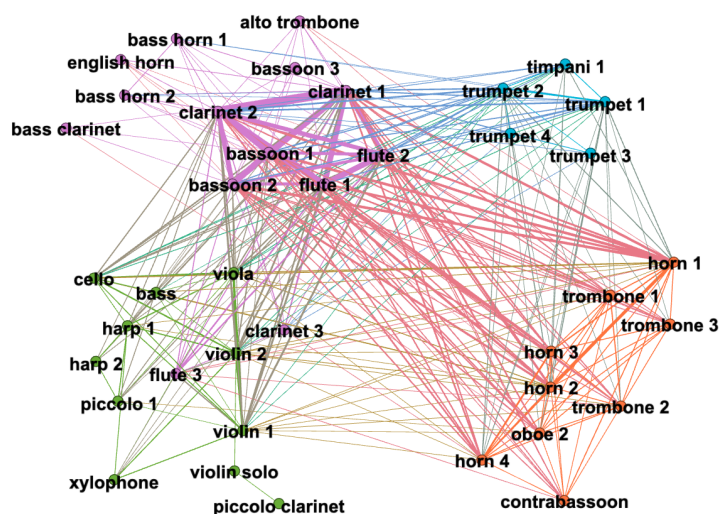 alto trombone
bass horn 1
english horn
bassoon 3
timpani 1
bass horn 2
clarinet 1
trumpet 2
trumpet 1
clarinet 2
bass clarinet
trumpet 4
bassoon 1
flute 2
trumpet 3
bassoon 2
flute 1
horn 1
cello
viola
bass
trombone 1
harp 1
clarinet 3
trombone 3
violin 2
horn 3
harp 2
flute 3
horn 2
piccolo 1
trombone 2
violin 1
oboe 2
horn 4
violin solo
xylophone
contrabassoon
piccolo clarinet